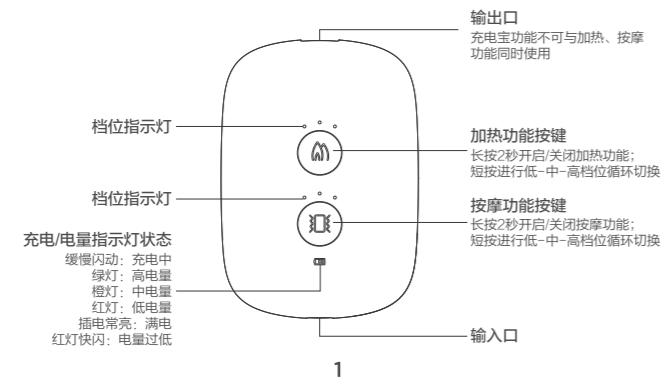 输出口
充电宝功能不可与加热、按摩
功能同时使用
档位指示灯
加热功能按键
长按2秒开启/关闭加热功能；
短按进行低-中-高档位循环切换
档位指示灯
按摩功能按键
长按2秒开启/关闭按摩功能；
短按进行低-中-高档位循环切换
充电/电量指示灯状态
缓慢闪动：充电中
绿灯：高电量
橙灯：中电量
红灯：低电量
插电常亮：满电
红灯快闪：电量过低
输入口
1